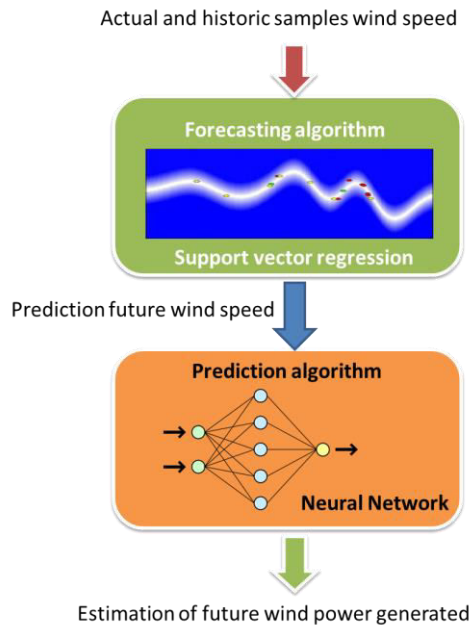 Actual and historic samples wind speed
Forecasting algorithm
Support vector regression
Prediction future wind speed
Prediction algorithm
Neural Network
Estimation of future wind power generated